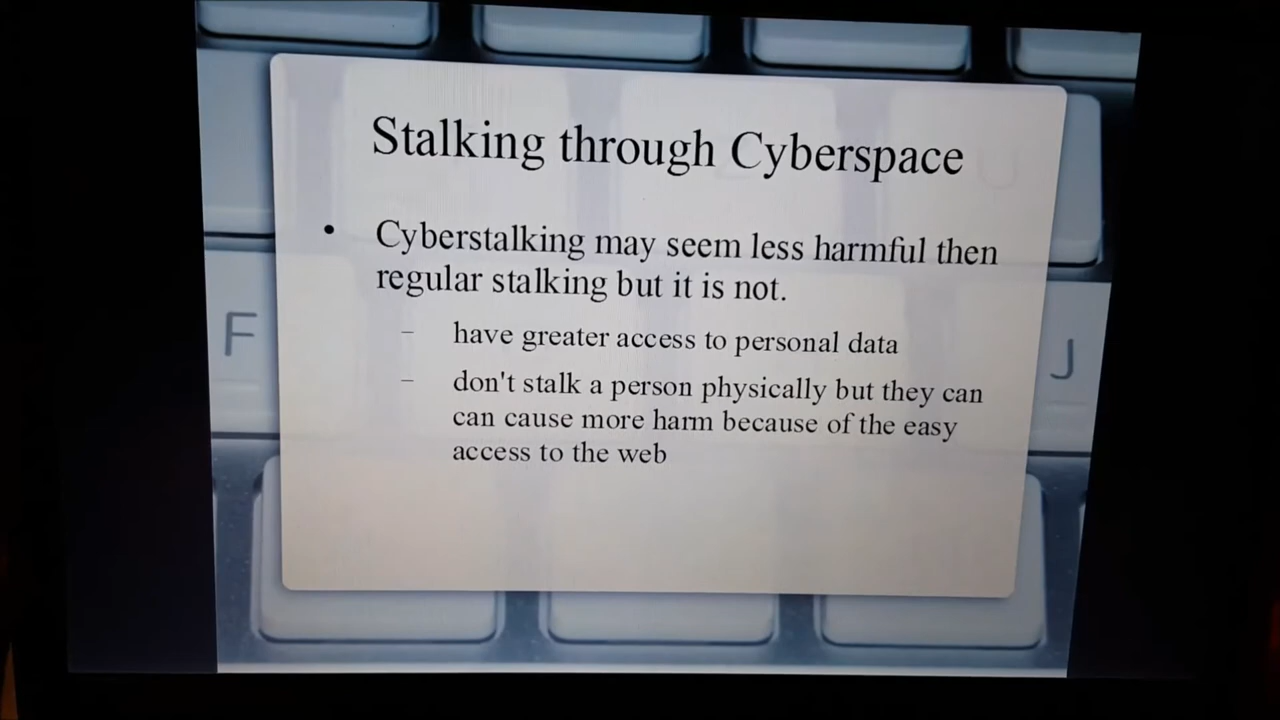 Stalking through Cyberspace
• Cyberstalking may seem less harmful then
regular stalking but it is not.
– have greater access to personal data
– don't stalk a person physically but they can
can cause more harm because of the easy
access to the web
F
J